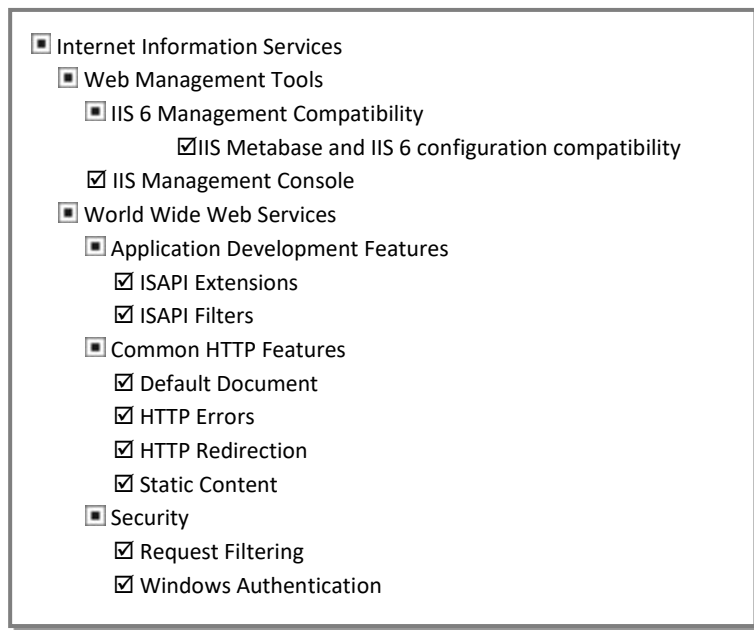 Internet Information Services
Web Management Tools
IIS 6 Management Compatibility
IIS Metabase and IIS 6 configuration compatibility
IIS Management Console
World Wide Web Services
Application Development Features
ISAPI Extensions
ISAPI Filters
Common HTTP Features
Default Document
HTTP Errors
HTTP Redirection
Static Content
Security
Request Filtering
Windows Authentication